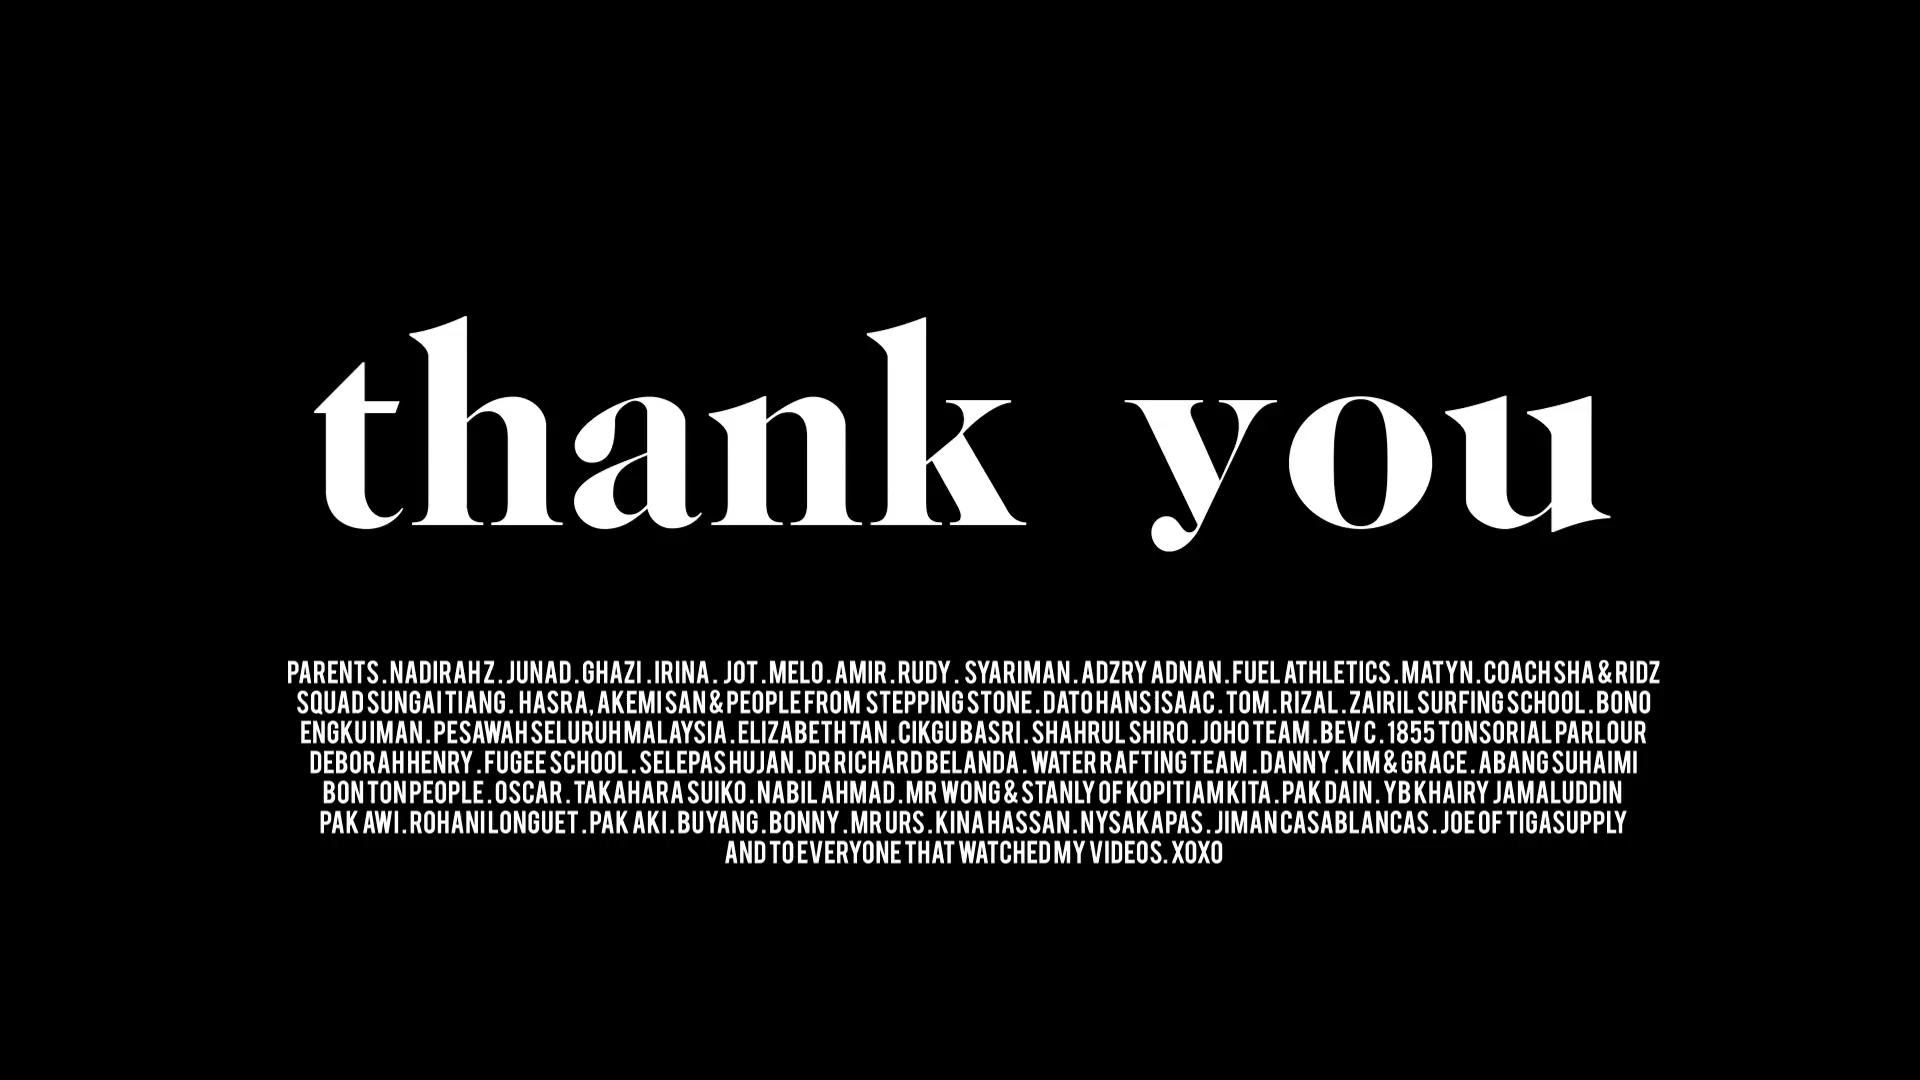 thank you
PARENTS . NADIRAH Z . JUNAD . GHAZI . IRINA . JOT . MELO . AMIR . RUDY . SYARIMAN . ADZRY ADNAN . FUEL ATHLETICS . MATYN . COACH SHA & RIDZ
SQUAD SUNGAI TIANG . HASRA, AKEMI SAN & PEOPLE FROM STEPPING STONE . DATO HANS ISAAC . TOM . RIZAL . ZAIRIL SURFING SCHOOL . BONO
ENGKU IMAN . PESAWAH SELURUH MALAYSIA . ELIZABETH TAN . CIKGU BASRI . SHAHRUL SHIRO . JOHO TEAM . BEV C . 1855 TONSORIAL PARLOUR
DEBORAH HENRY . FUGEE SCHOOL . SELEPAS HUJAN . DR RICHARD BELANDA . WATER RAFTING TEAM . DANNY . KIM & GRACE . ABANG SUHAIMI
BON TON PEOPLE . OSCAR . TAKAHARA SUIKO . NABIL AHMAD . MR WONG & STANLY OF KOPITIAM KITA . PAK DAIN . YB KHAIRY JAMALUDDIN
PAK AWI . ROHANI LONGUET . PAK AKI . BUYANG . BONNY . MR URS . KINA HASSAN . NYSAKAPAS . JIMAN CASABLANCAS . JOE OF TIGASUPPLY
AND TO EVERYONE THAT WATCHED MY VIDEOS. XOXO